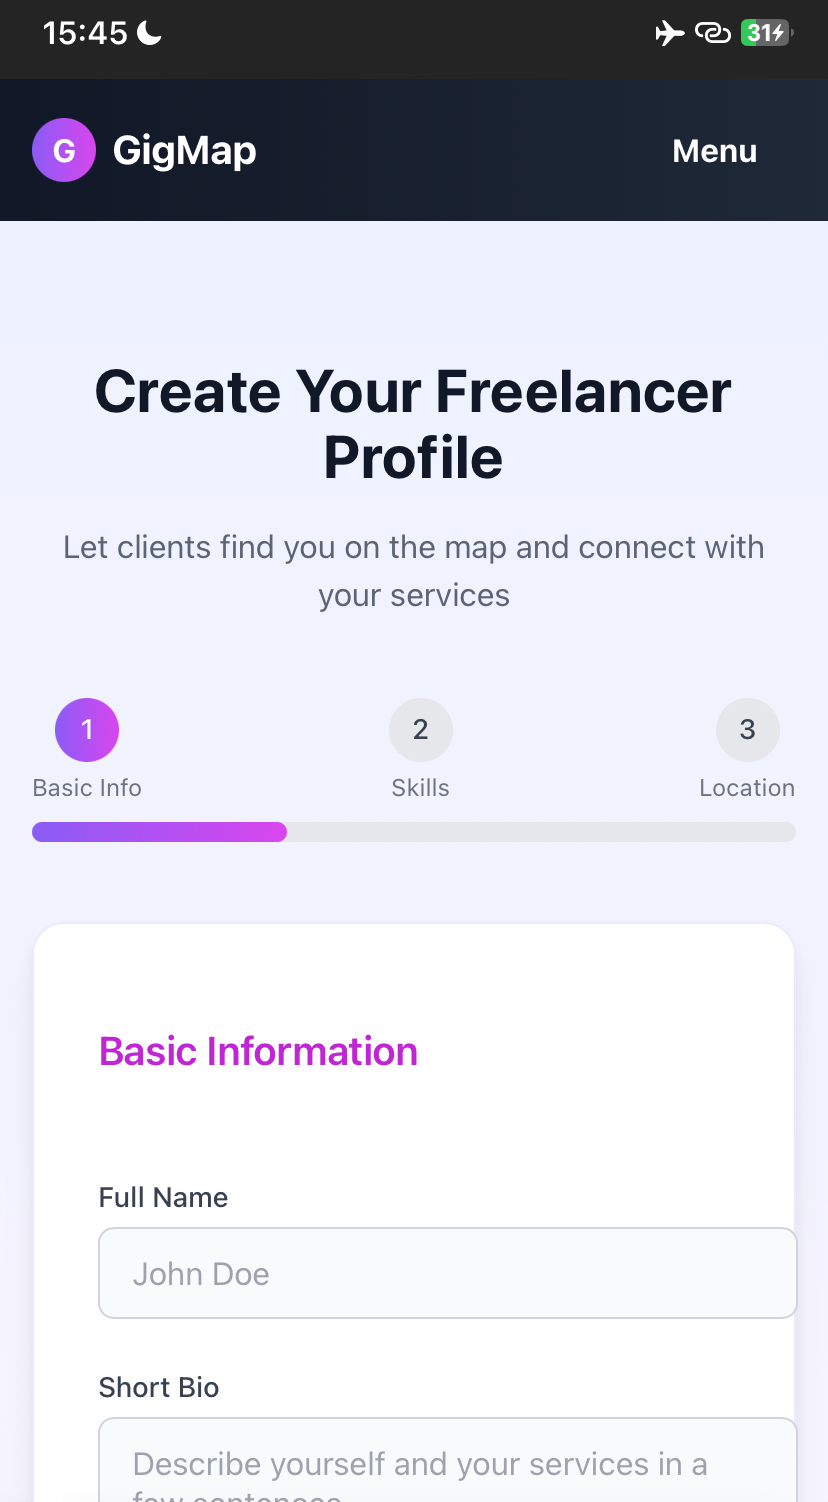 15:45
31
G GigMap Menu
Create Your Freelancer
Profile
Let clients find you on the map and connect with
your services
1 2 3
Basic Info Skills Location
Basic Information
Full Name
John Doe
Short Bio
Describe yourself and your services in a
few sentences